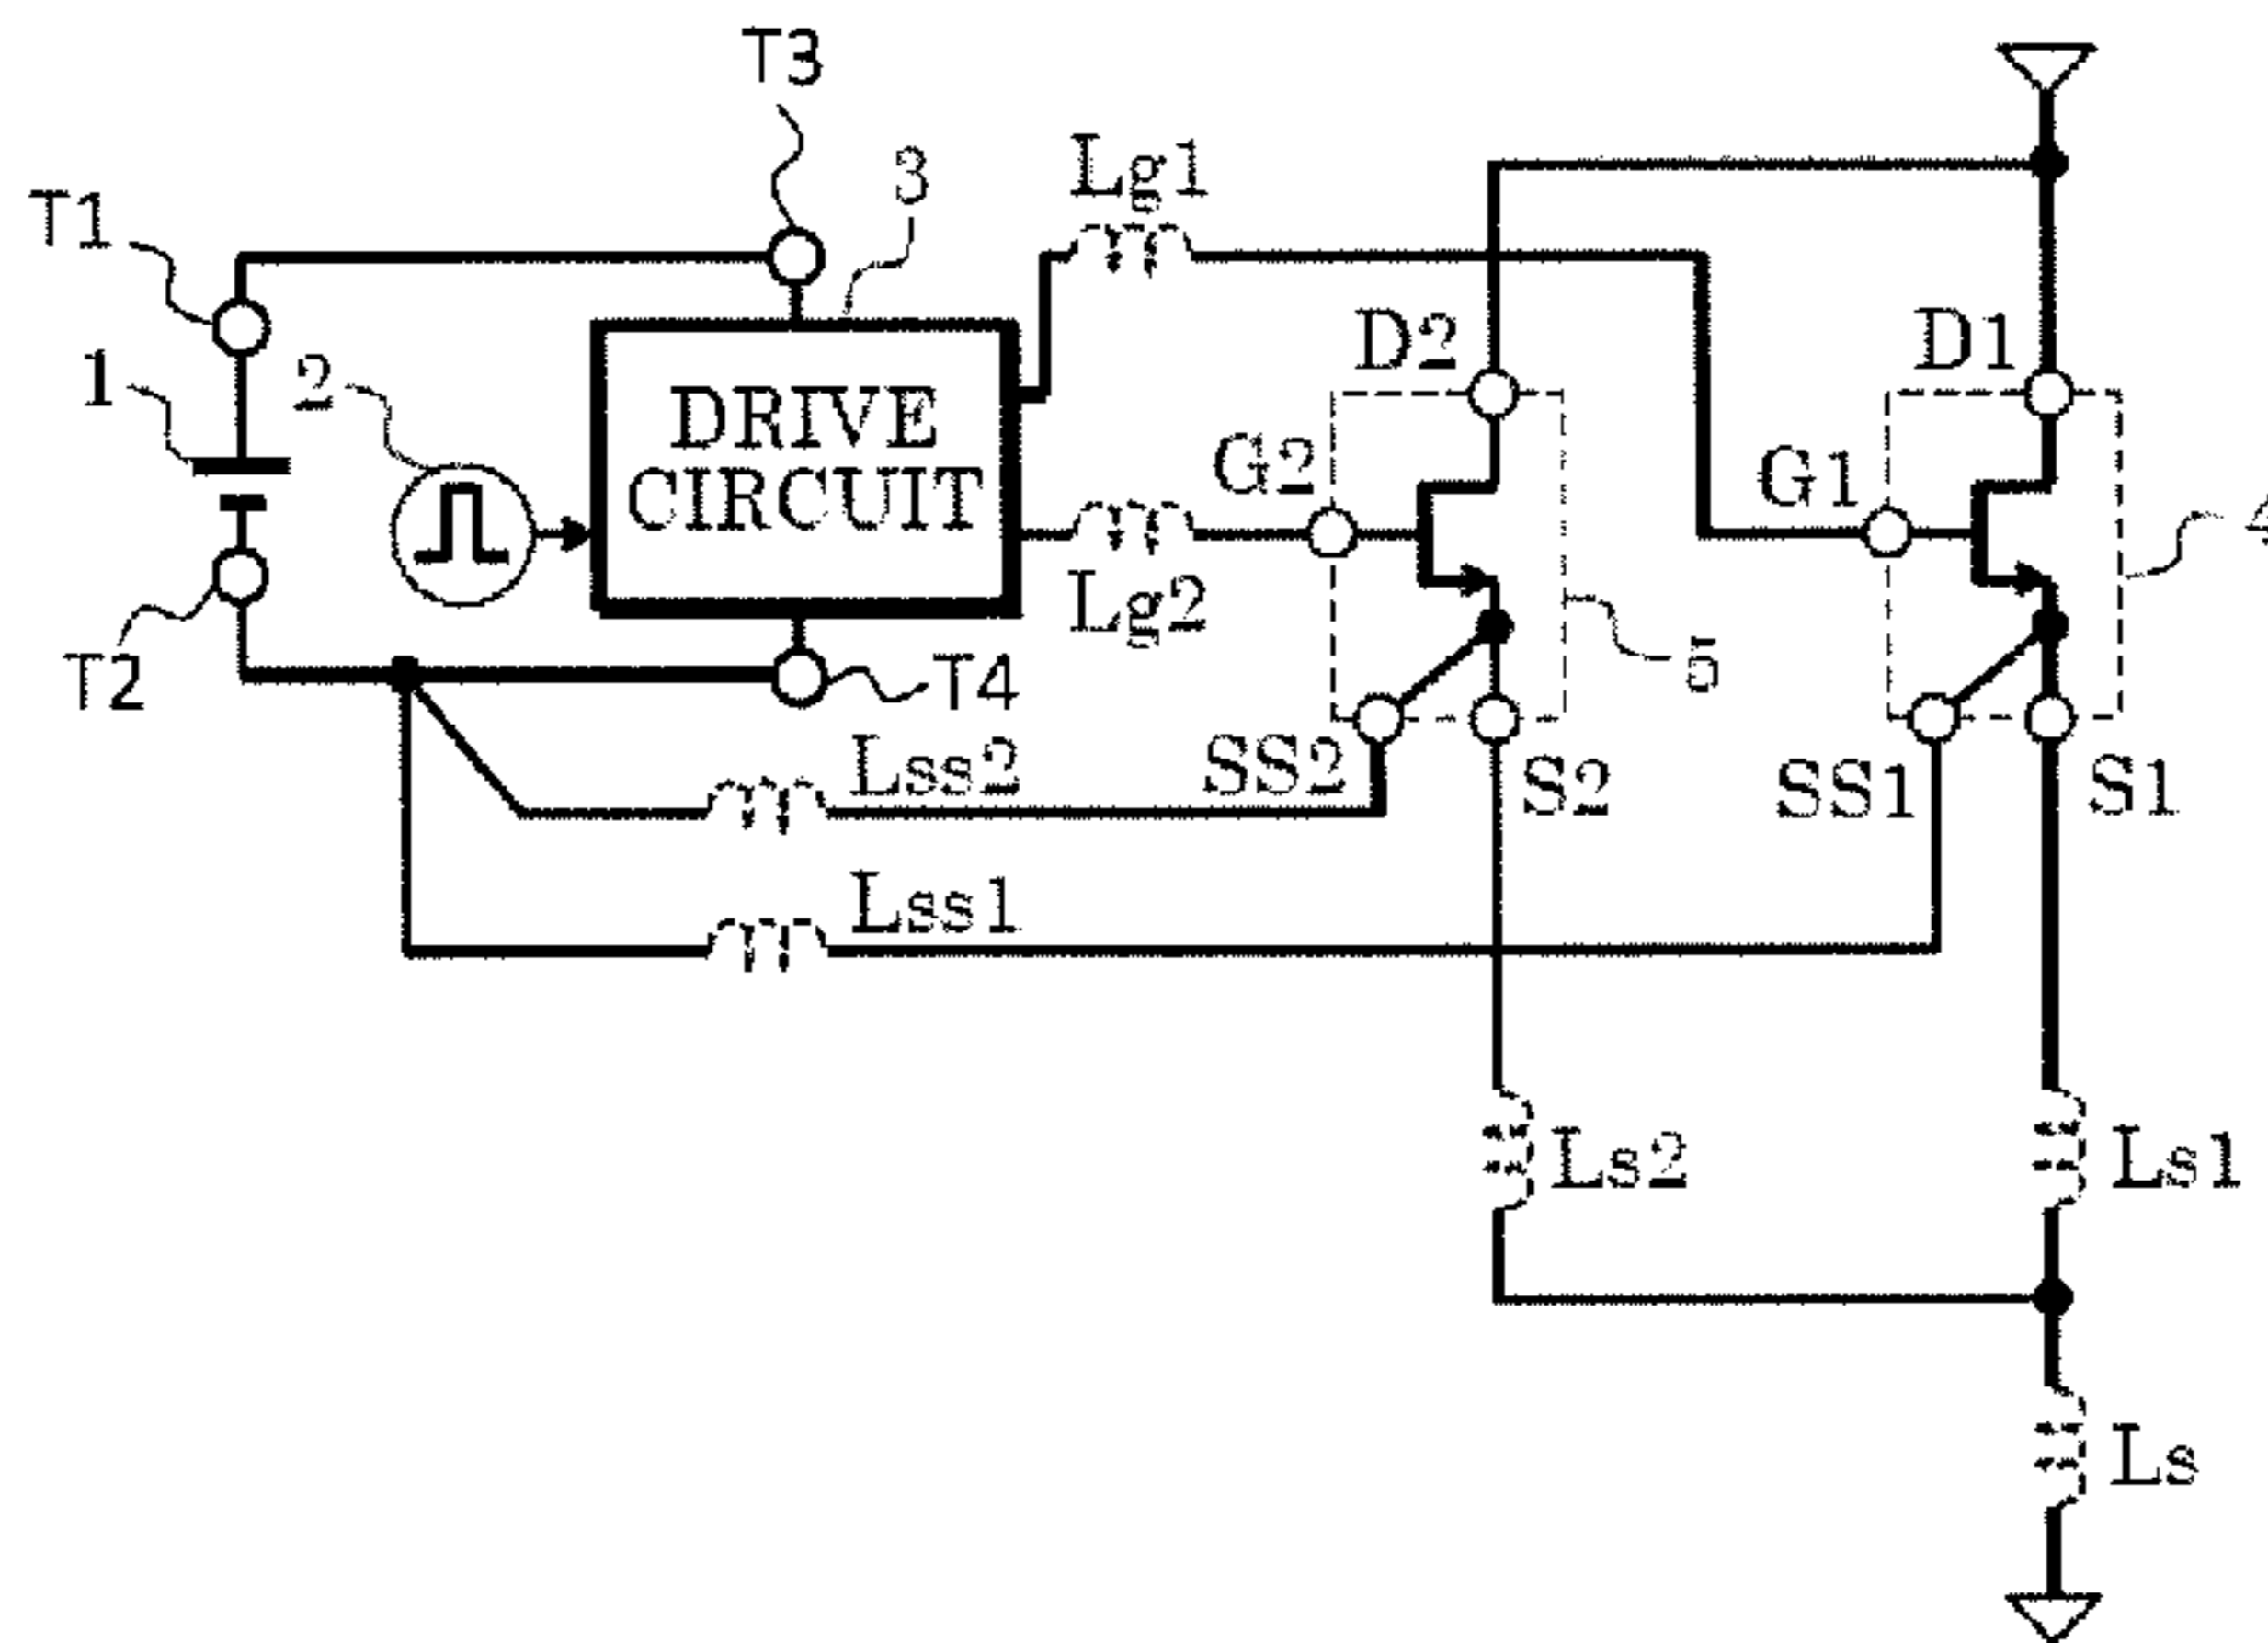 T3
3
Lg1
T1
D2
D1
1
2
DRIVE
CIRCUIT
G2
G1
4
Lg2
T2
T4
5
Lss2
SS2
S2
SS1
S1
Lss1
Ls2
Ls1
Ls